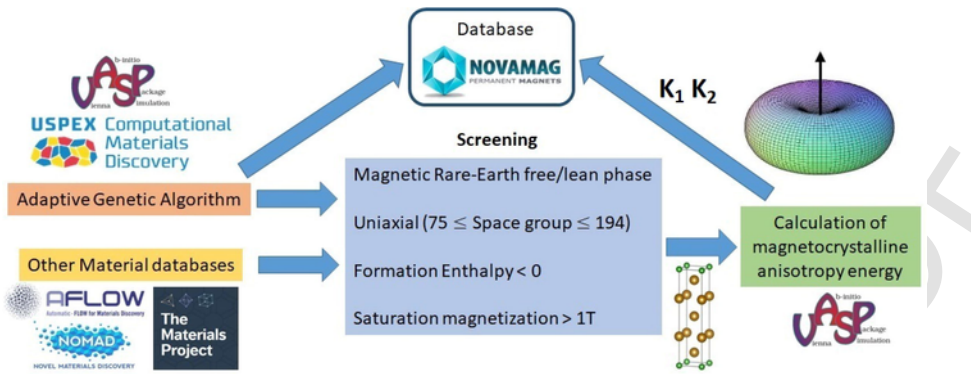 Database
NOVAMAG
PERMANENT MAGNETS
K₁ K₂
b-initio
VASP
ienna
ackage
imulation
USPEX Computational
Materials
Discovery
Screening
Adaptive Genetic Algorithm
Magnetic Rare-Earth free/lean phase
Uniaxial (75 ≤ Space group ≤ 194)
Formation Enthalpy < 0
Saturation magnetization > 1T
Other Material databases
AFLOW
Automatic-FLOW for Materials Discovery
NOMAD
NOVEL MATERIALS DISCOVERY
The
Materials
Project
Calculation of
magnetocrystalline
anisotropy energy
b-initio
VASP
ienna
ackage
imulation